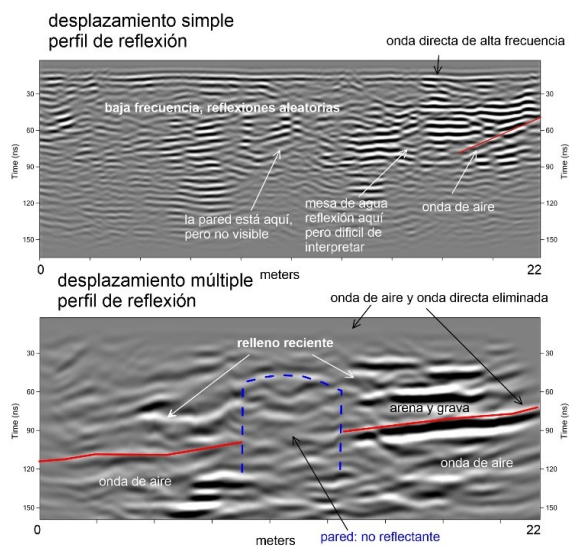 desplazamiento simple
perfil de reflexión
onda directa de alta frecuencia
baja frecuencia, reflexiones aleatorias
la pared está aquí,
pero no visible
mesa de agua
reflexión aquí
pero dificil de
interpretar
onda de aire
Time (ns)
30
60
90
120
150
Time (ns)
30
60
90
120
150
0
meters
22
desplazamiento múltiple
perfil de reflexión
onda de aire y onda directa eliminada
relleno reciente
arena y grava
onda de aire
onda de aire
Time (ns)
30
60
90
120
150
Time (ns)
30
60
90
120
150
0
meters
22
pared: no reflectante